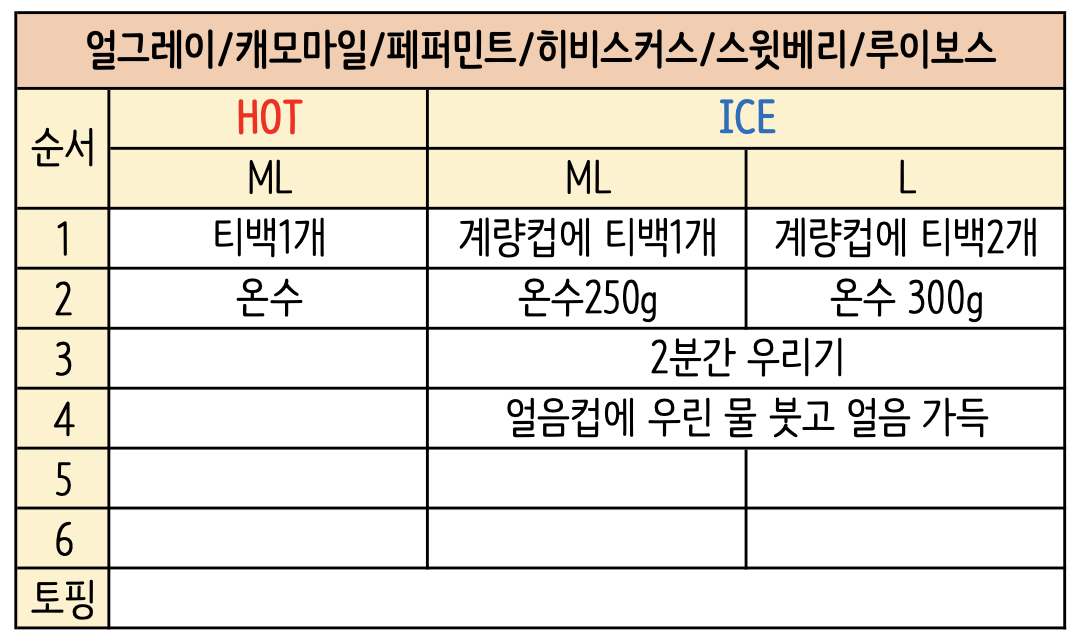 얼그레이/캐모마일/페퍼민트/히비스커스/스윗베리/루이보스
순서 HOT ICE
ML ML L
1 티백1개 계량컵에 티백1개 계량컵에 티백2개
2 온수 온수250g 온수 300g
3 2분간 우리기
4 얼음컵에 우린 물 붓고 얼음 가득
5
6
토핑